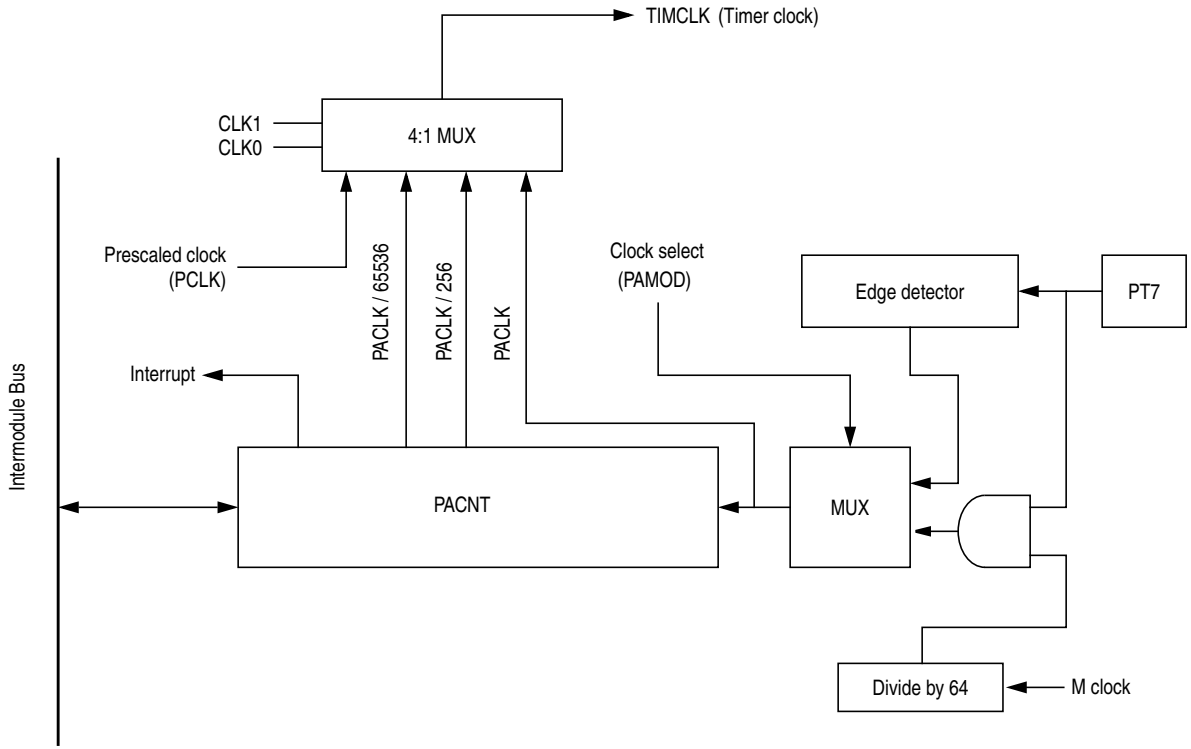 TIMCLK (Timer clock)
CLK1
CLK0
4:1 MUX
Prescaled clock
(PCLK)
PACLK / 65536
PACLK / 256
PACLK
Clock select
(PAMOD)
Edge detector
PT7
Interrupt
Intermodule Bus
PACNT
MUX
Divide by 64
M clock